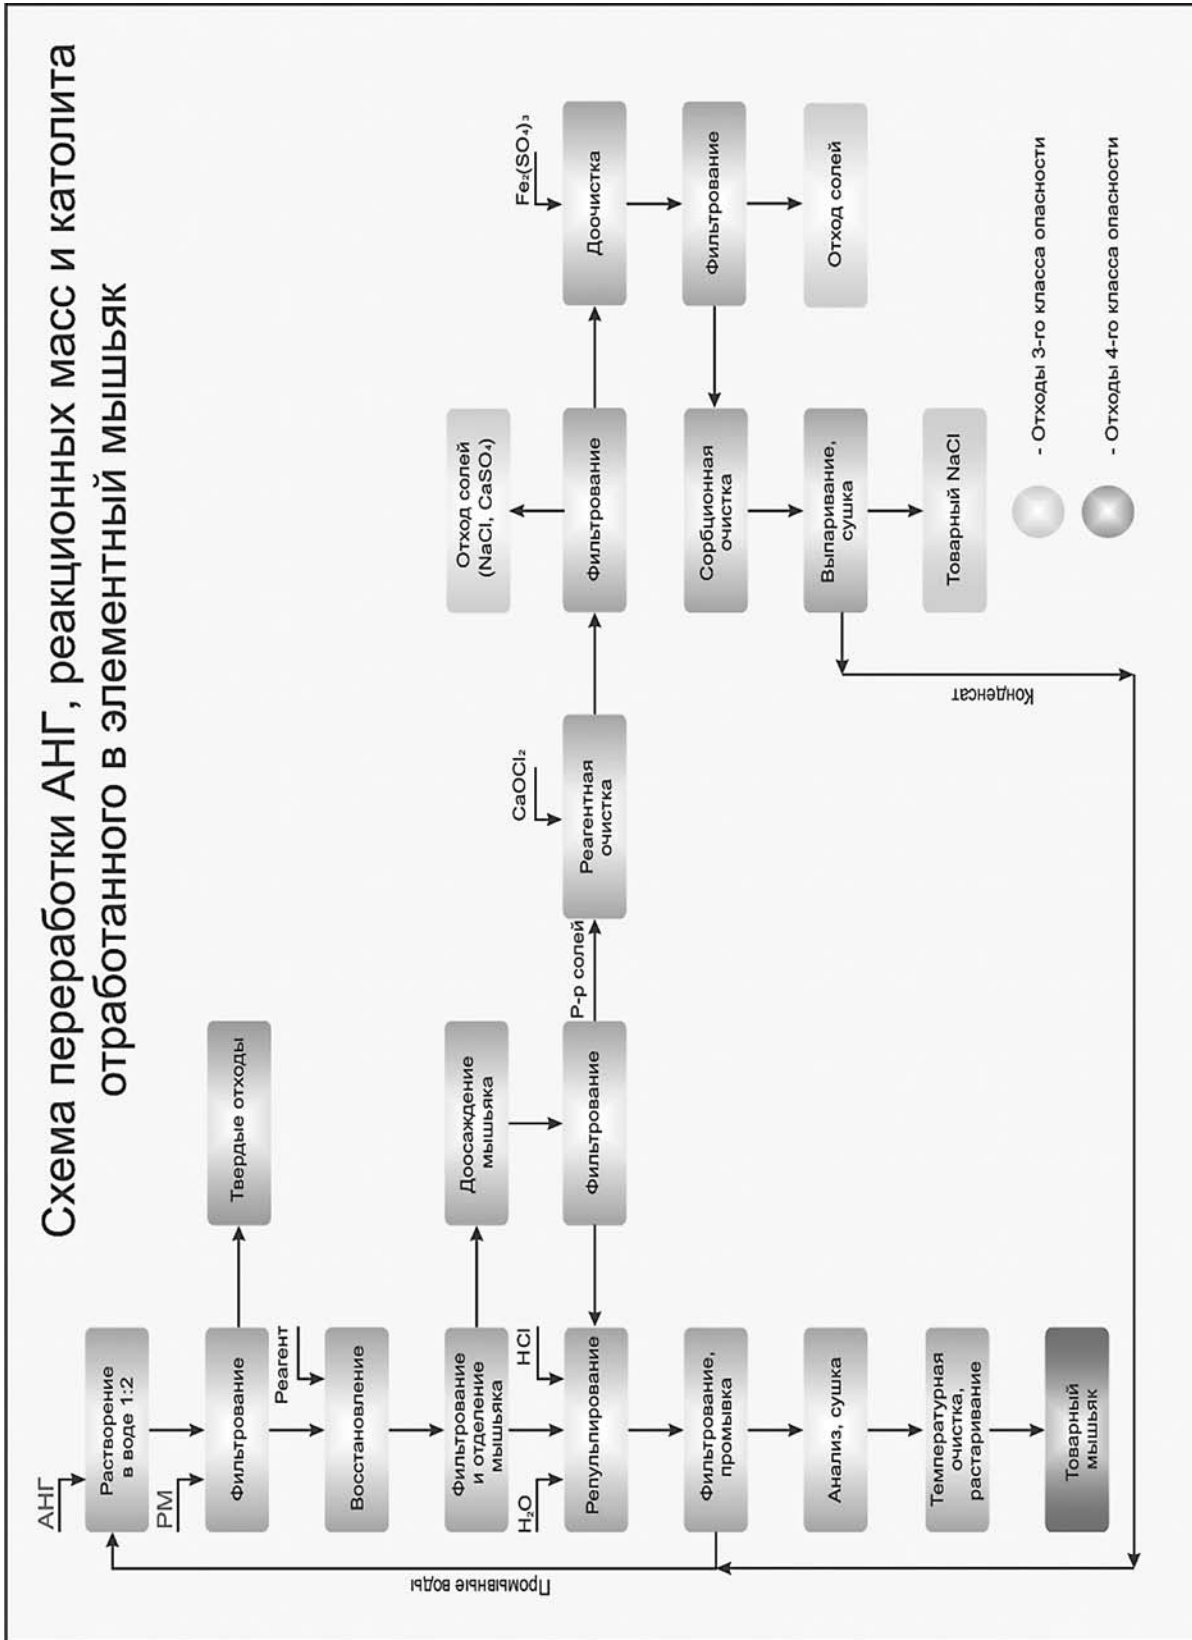 Схема переработки АНГ, реакционных масс и католита
отработанного в элементный мышьяк
АНГ
Растворение
в воде 1:2
РМ
Фильтрование
Твердые отходы
Реагент
Восстановление
Фильтрование
и отделение
мышьяка
Доосаждение
мышьяка
H₂O
HCl
Репульпирование
Фильтрование
Р-р солей
CaOCl₂
Реагентная
очистка
Фильтрование
Отход солей
(NaCl, CaSO₄)
Fe₂(SO₄)₃
Доочистка
Фильтрование
Отход солей
Сорбционная
очистка
Выпаривание,
сушка
Товарный NaCl
Конденсат
Фильтрование,
промывка
Промывные воды
Анализ, сушка
Температурная
очистка,
растаривание
Товарный
мышьяк
- Отходы 3-го класса опасности
- Отходы 4-го класса опасности